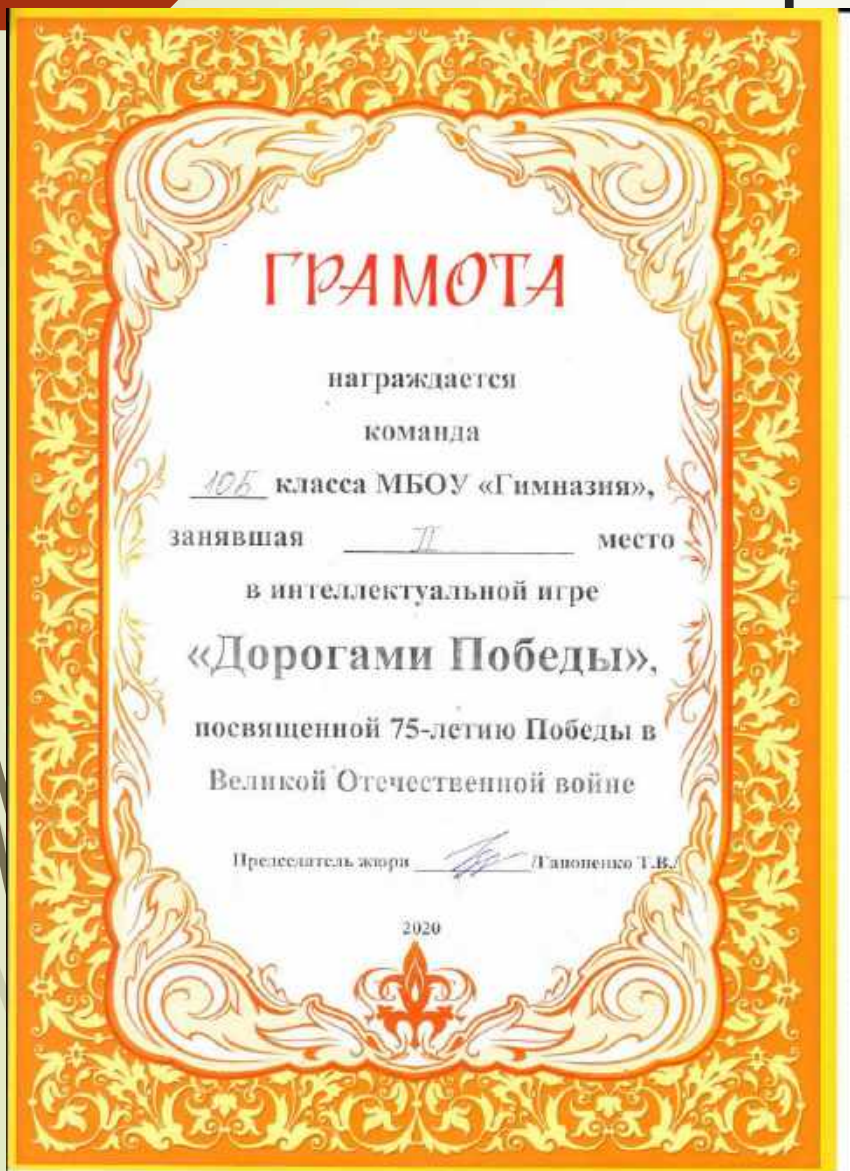 ГРАМОТА
награждается
команда
10Б класса МБОУ «Гимназия»,
занявшая II место
в интеллектуальной игре
«Дорогами Победы»,
посвященной 75-летию Победы в
Великой Отечественной войне
Председатель жюри /Гапоненко Т.В./
2020